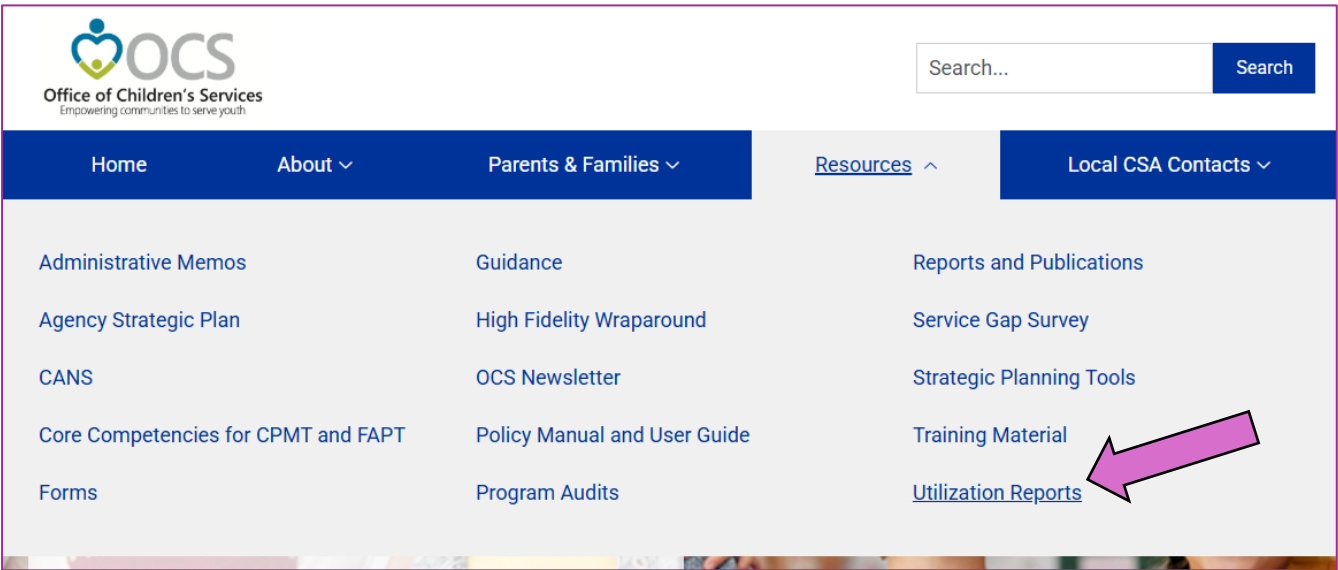 OCS
Office of Children's Services
Empowering communities to serve youth
Search...
Search
Home
About
Parents & Families
Resources
Local CSA Contacts
Administrative Memos
Agency Strategic Plan
CANS
Core Competencies for CPMT and FAPT
Forms
Guidance
High Fidelity Wraparound
OCS Newsletter
Policy Manual and User Guide
Program Audits
Reports and Publications
Service Gap Survey
Strategic Planning Tools
Training Material
Utilization Reports